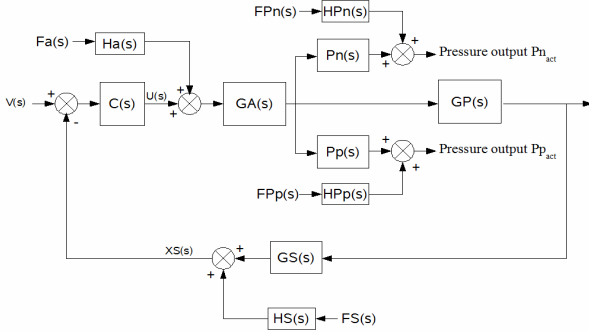 FPn(s)
HPn(s)
Fa(s)
Ha(s)
+
+
Pn(s)
+
Pressure output Pn_act
V(s)
+
-
C(s)
U(s)
+
+
GA(s)
GP(s)
Pp(s)
+
+
Pressure output Pp_act
FPp(s)
HPp(s)
XS(s)
+
+
GS(s)
HS(s)
FS(s)